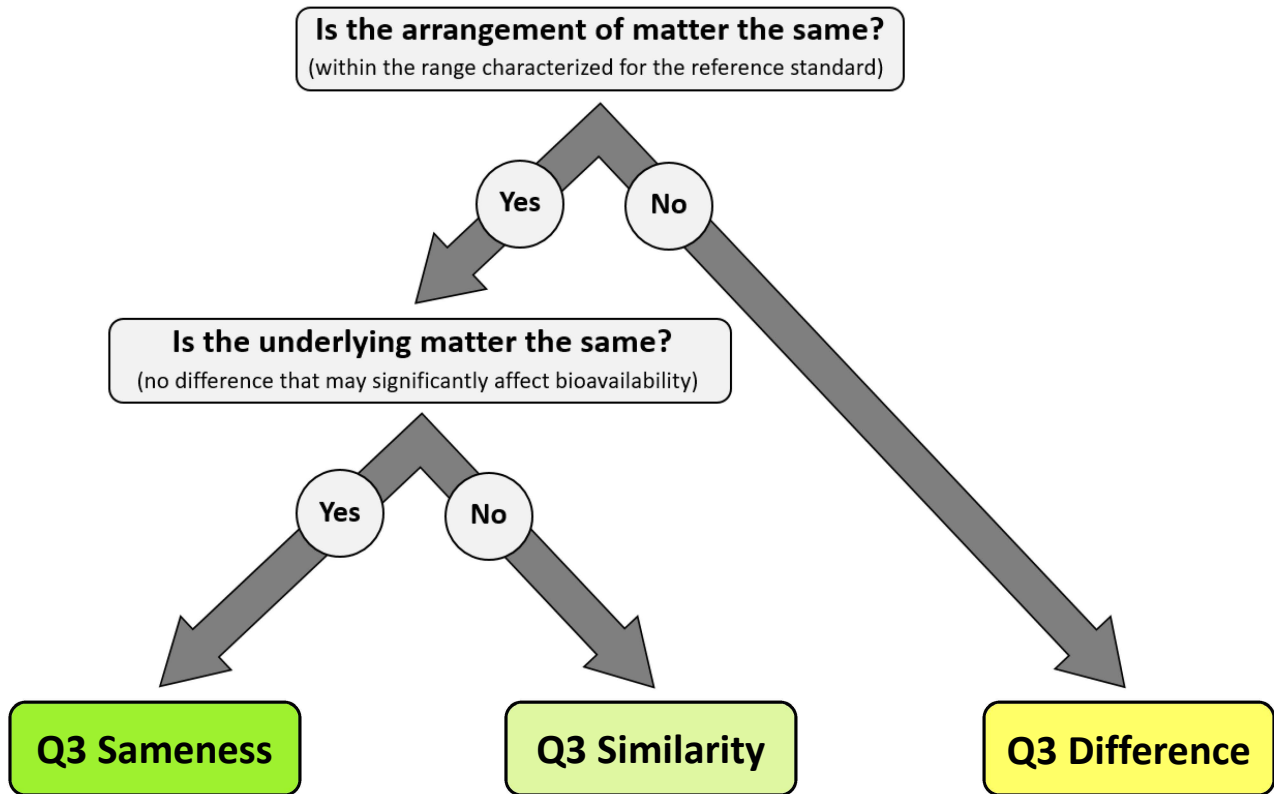 Is the arrangement of matter the same?
(within the range characterized for the reference standard)
Yes
No
Is the underlying matter the same?
(no difference that may significantly affect bioavailability)
Yes
No
Q3 Sameness
Q3 Similarity
Q3 Difference